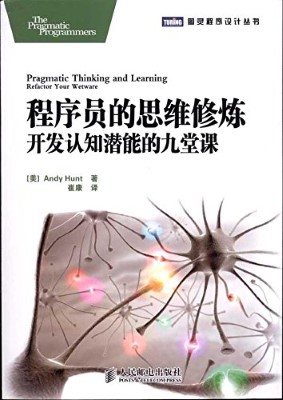 The
Pragmatic
Programmers
TURING 图灵程序设计丛书
Pragmatic Thinking and Learning
Refactor Your Wetware
程序员的思维修炼
开发认知潜能的九堂课
[美] Andy Hunt 著
崔康 译
人民邮电出版社
POSTS & TELECOM PRESS